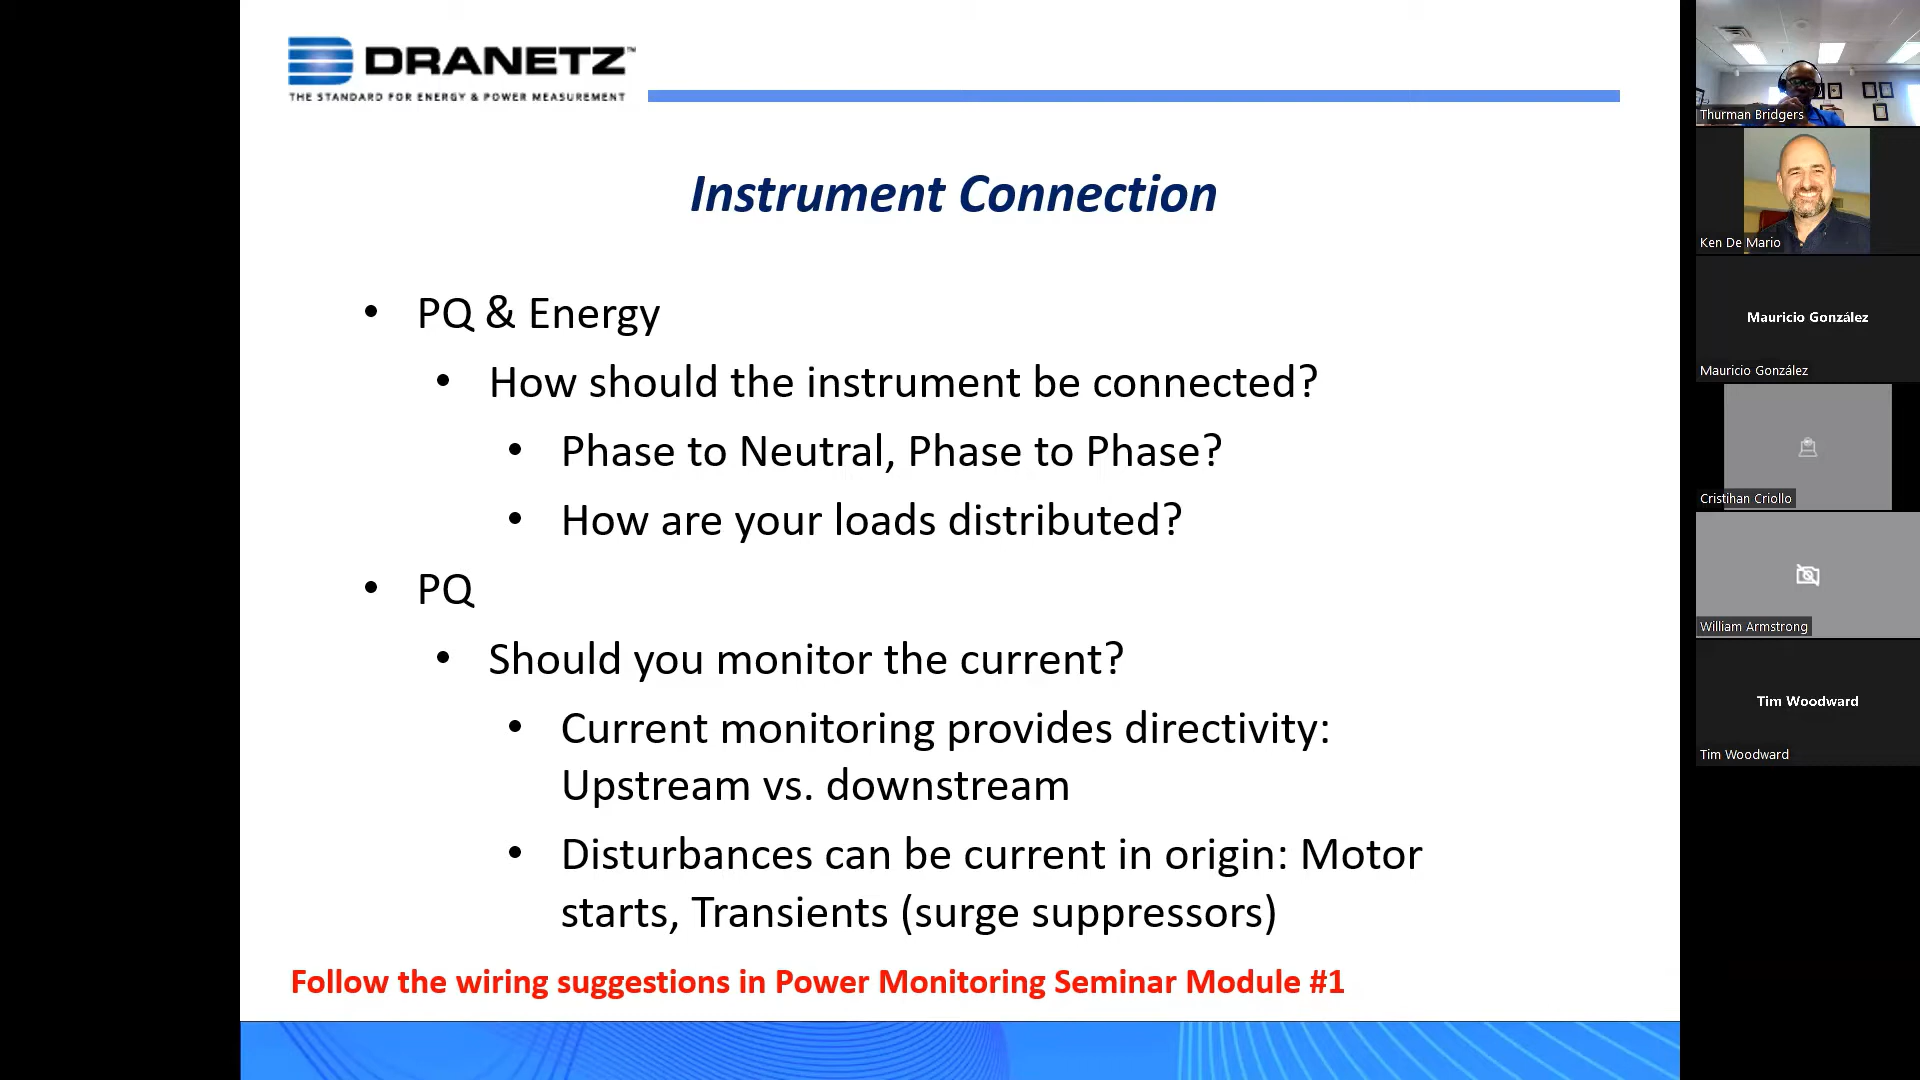 DRANETZ™
THE STANDARD FOR ENERGY & POWER MEASUREMENT
Instrument Connection
• PQ & Energy
• How should the instrument be connected?
• Phase to Neutral, Phase to Phase?
• How are your loads distributed?
• PQ
• Should you monitor the current?
• Current monitoring provides directivity:
Upstream vs. downstream
• Disturbances can be current in origin: Motor
starts, Transients (surge suppressors)
Follow the wiring suggestions in Power Monitoring Seminar Module #1
Thurman Bridgers
Ken De Mario
Mauricio González
Mauricio González
Cristihan Criollo
William Armstrong
Tim Woodward
Tim Woodward